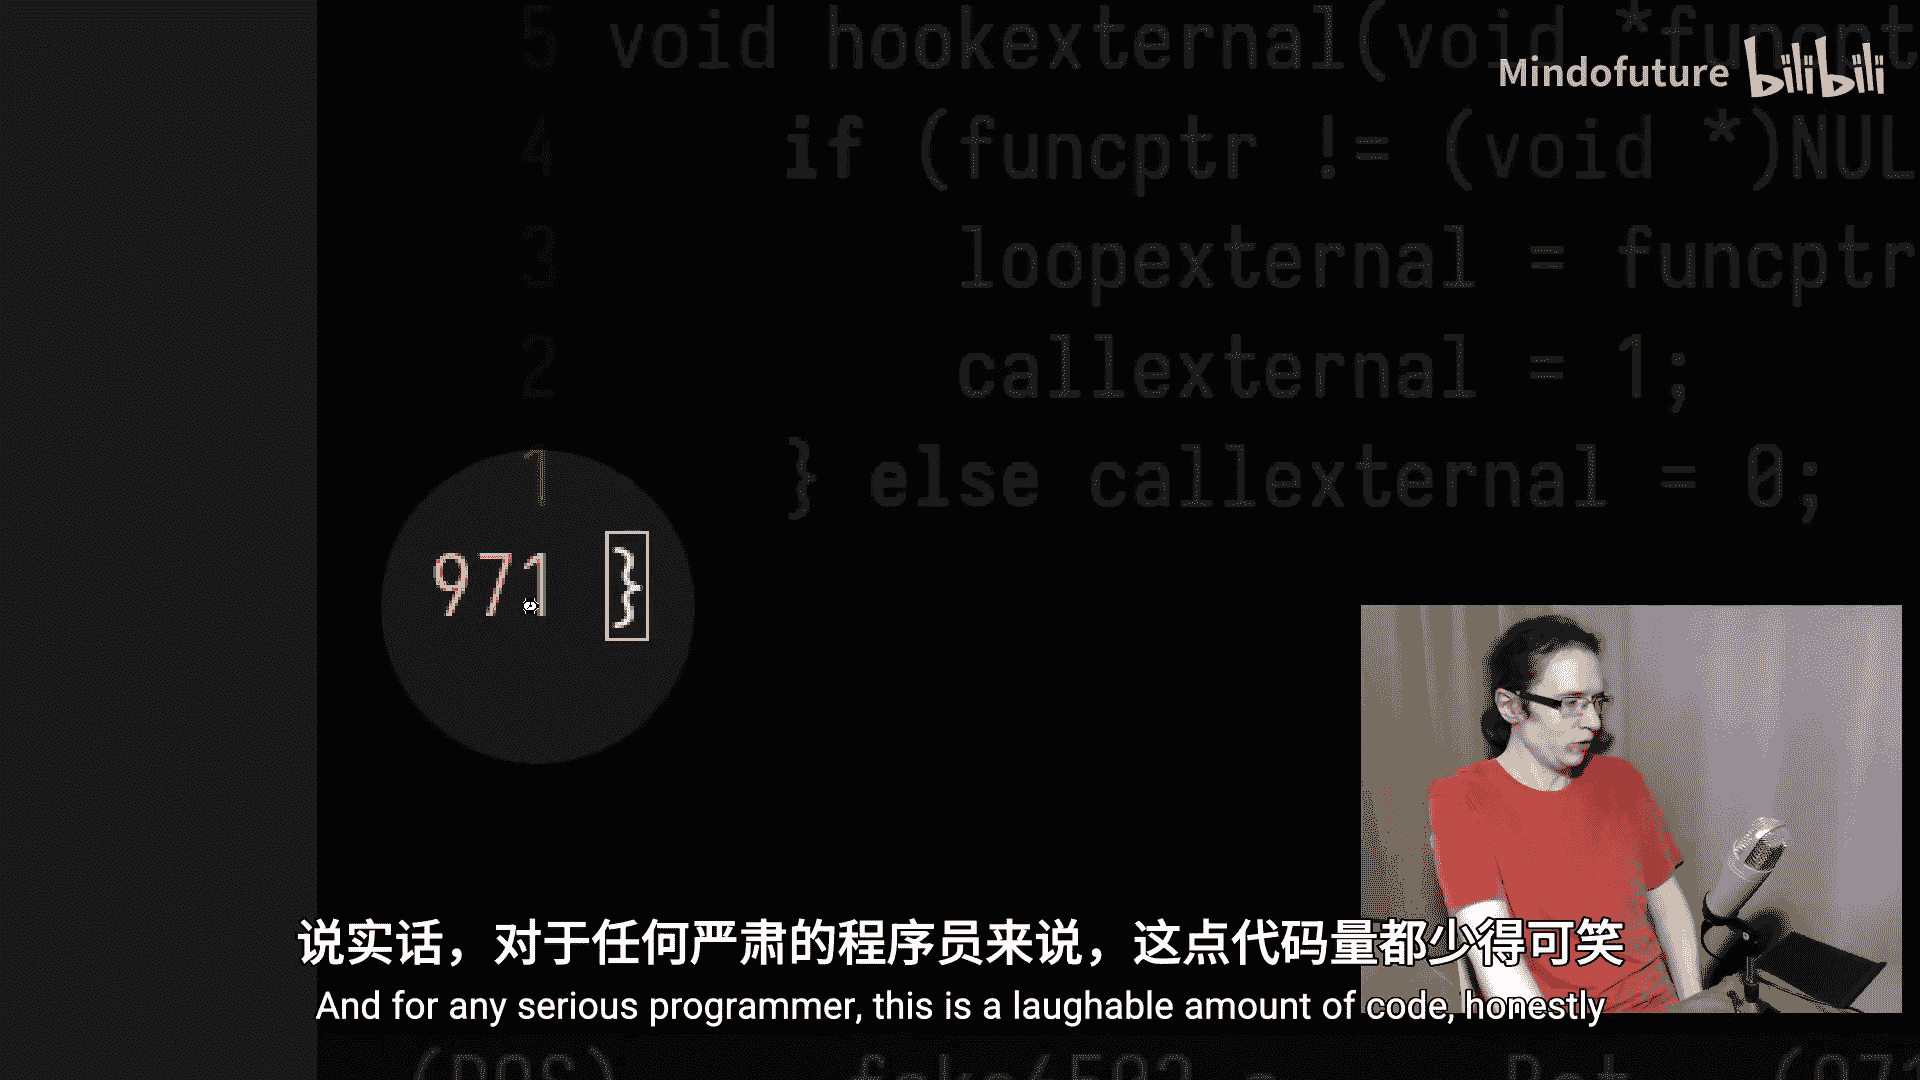 5 void hookexternal(void *funcpt
Mindofuture bilibili
4 if (funcptr != (void *)NUL
3 loopexternal = funcptr
2 callexternal = 1;
1 } else callexternal = 0;
971 }
说实话，对于任何严肃的程序员来说，这点代码量都少得可笑
And for any serious programmer, this is a laughable amount of code, honestly